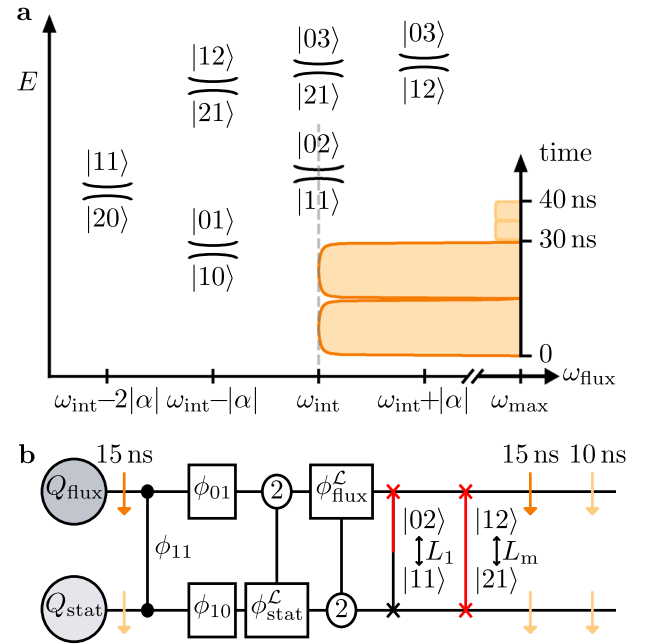 a
E
|03⟩
|03⟩
|12⟩
|21⟩
|21⟩
|12⟩
|02⟩
|11⟩
|11⟩
|20⟩
|01⟩
|10⟩
time
40 ns
30 ns
0
ω_flux
ω_int−2|α|
ω_int−|α|
ω_int
ω_int+|α|
ω_max
b
15 ns
15 ns
10 ns
Q_flux
ϕ_01
2
ϕ^ℒ_flux
ϕ_11
|02⟩
L_1
|11⟩
|12⟩
L_m
|21⟩
Q_stat
ϕ_10
ϕ^ℒ_stat
2